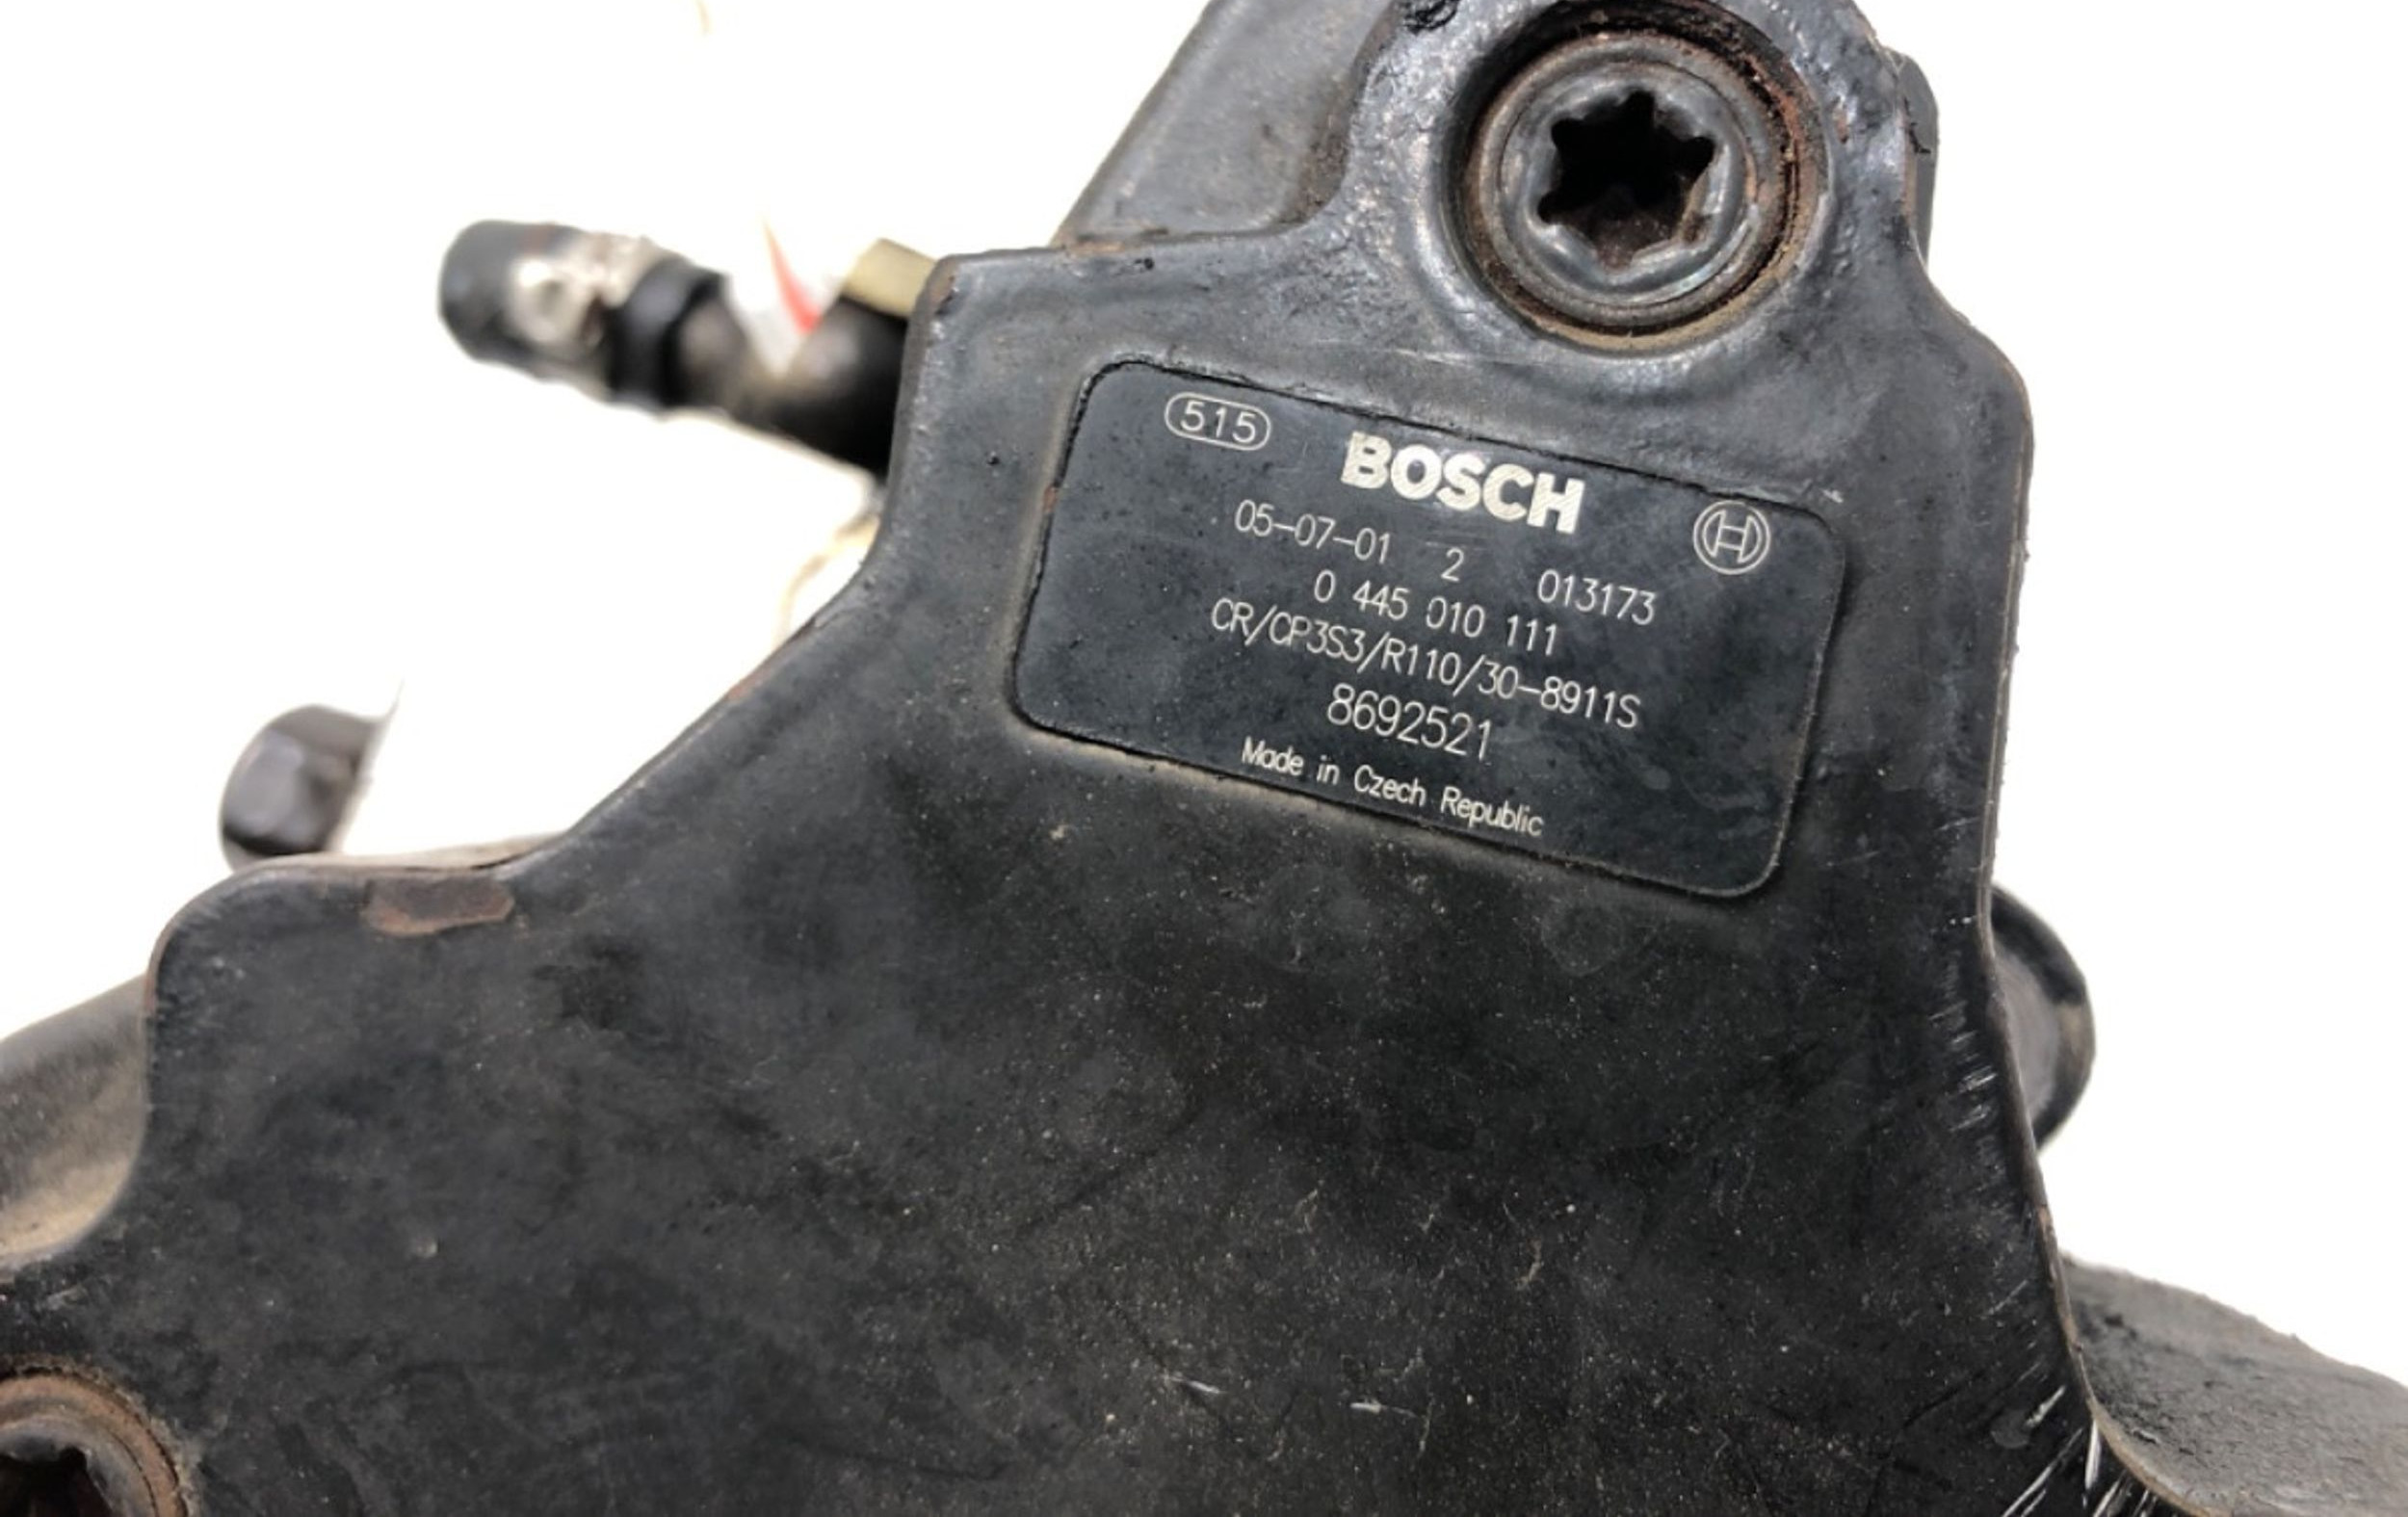 515
BOSCH
05-07-01 2 013173
0 445 010 111
CR/CP3S3/R110/30-8911S
8692521
Made in Czech Republic